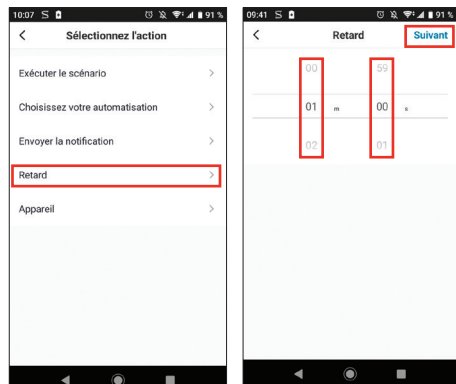 10:07 S 91 %
Sélectionnez l'action
Exécuter le scénario
Choisissez votre automatisation
Envoyer la notification
Retard
Appareil
09:41 S 91 %
Retard Suivant
00 59
01 m 00 s
02 01